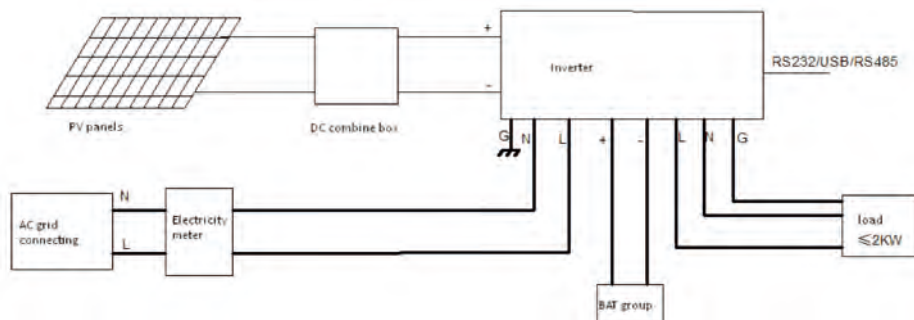 +
Inverter
RS232/USB/RS485
-
PV panels
DC combine box
G N L + - L N G
N
AC grid
connecting
L
Electricity
meter
load
≤2KW
BAT group